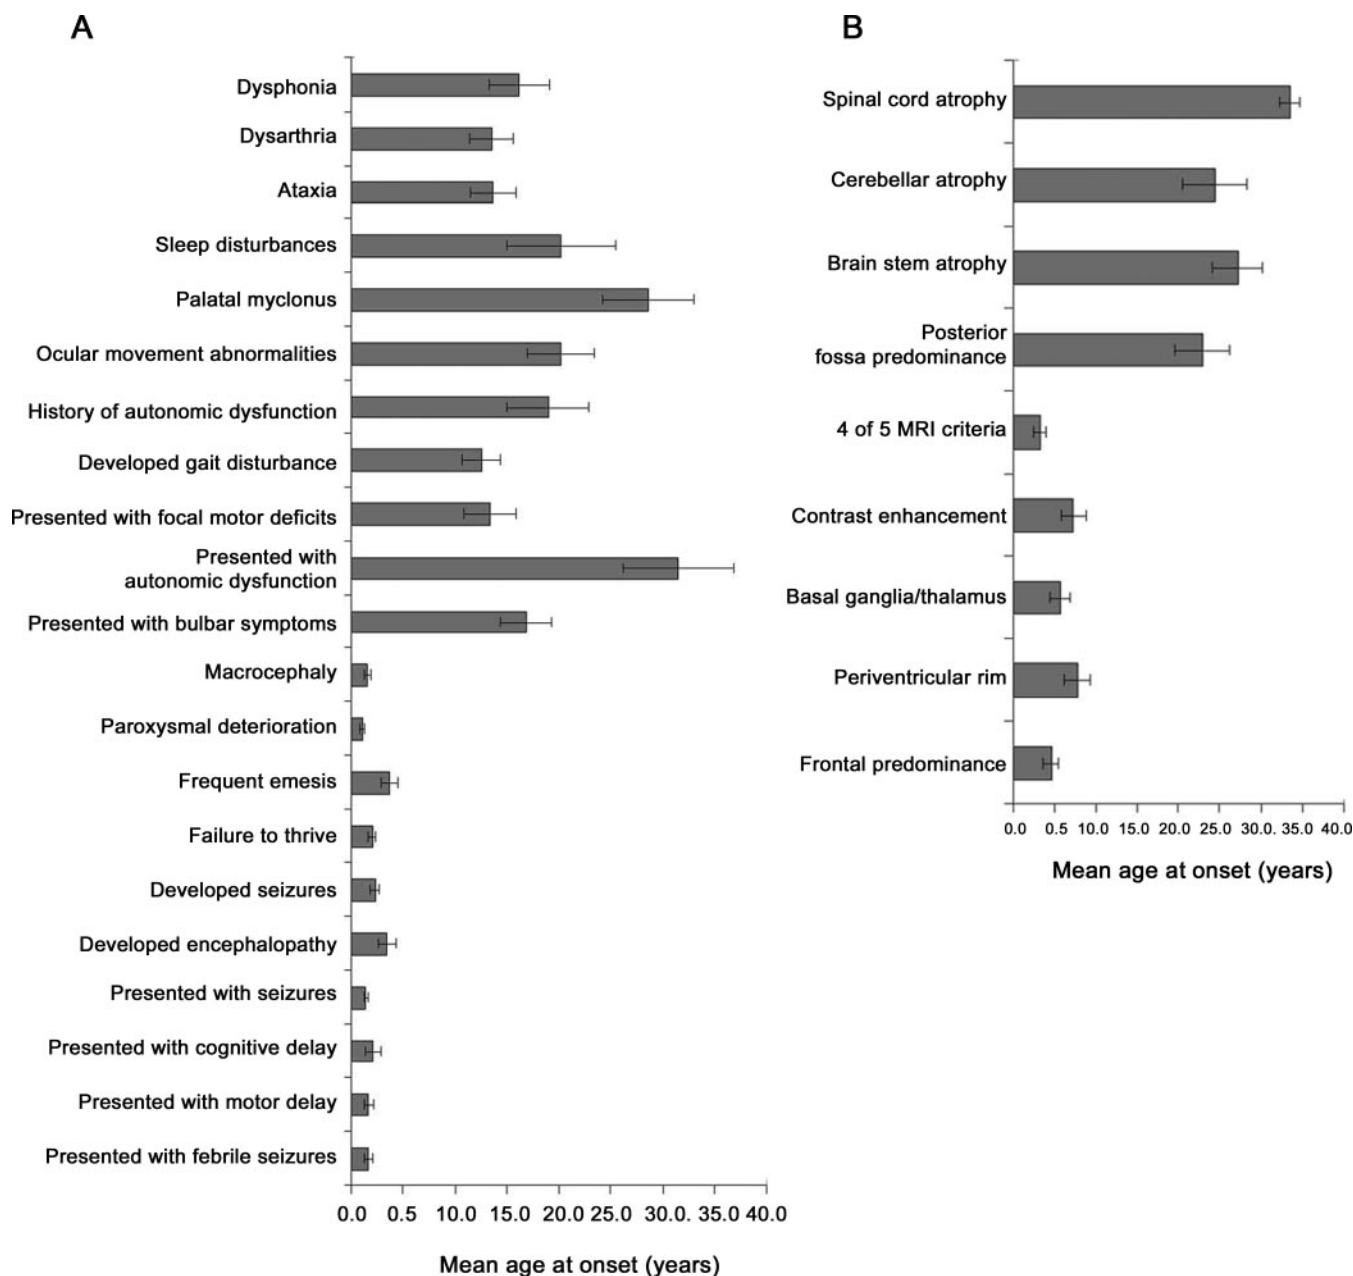 A
Dysphonia
Dysarthria
Ataxia
Sleep disturbances
Palatal myclonus
Ocular movement abnormalities
History of autonomic dysfunction
Developed gait disturbance
Presented with focal motor deficits
Presented with
autonomic dysfunction
Presented with bulbar symptoms
Macrocephaly
Paroxysmal deterioration
Frequent emesis
Failure to thrive
Developed seizures
Developed encephalopathy
Presented with seizures
Presented with cognitive delay
Presented with motor delay
Presented with febrile seizures
0.0 0.5 10.0 15.0 20.0 25.0 30.0. 35.0 40.0
Mean age at onset (years)
B
Spinal cord atrophy
Cerebellar atrophy
Brain stem atrophy
Posterior
fossa predominance
4 of 5 MRI criteria
Contrast enhancement
Basal ganglia/thalamus
Periventricular rim
Frontal predominance
0.0 0.5 10.0 15.0 20.0 25.0 30.0. 35.0 40.0
Mean age at onset (years)